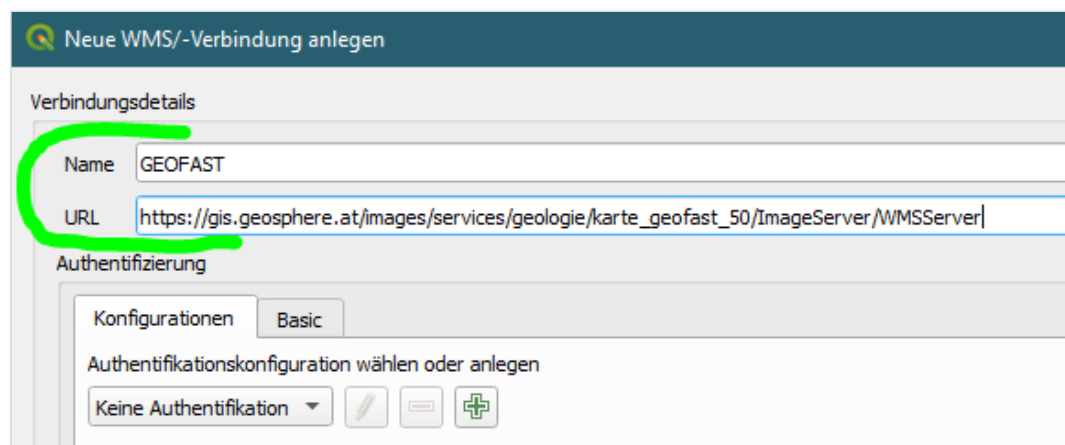 Neue WMS/-Verbindung anlegen
Verbindungsdetails
Name GEOFAST
URL https://gis.geosphere.at/images/services/geologie/karte_geofast_50/ImageServer/WMSServer
Authentifizierung
Konfigurationen Basic
Authentifikationskonfiguration wählen oder anlegen
Keine Authentifikation